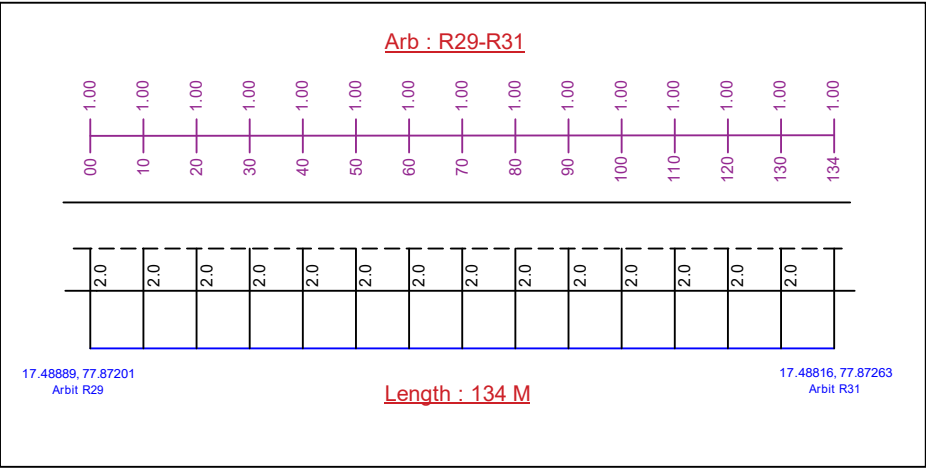 Arb : R29-R31
1.00 1.00 1.00 1.00 1.00 1.00 1.00 1.00 1.00 1.00 1.00 1.00 1.00 1.00 1.00
00 10 20 30 40 50 60 70 80 90 100 110 120 130 134
2.0 2.0 2.0 2.0 2.0 2.0 2.0 2.0 2.0 2.0 2.0 2.0 2.0 2.0
17.48889, 77.87201
Arbit R29
Length : 134 M
17.48816, 77.87263
Arbit R31